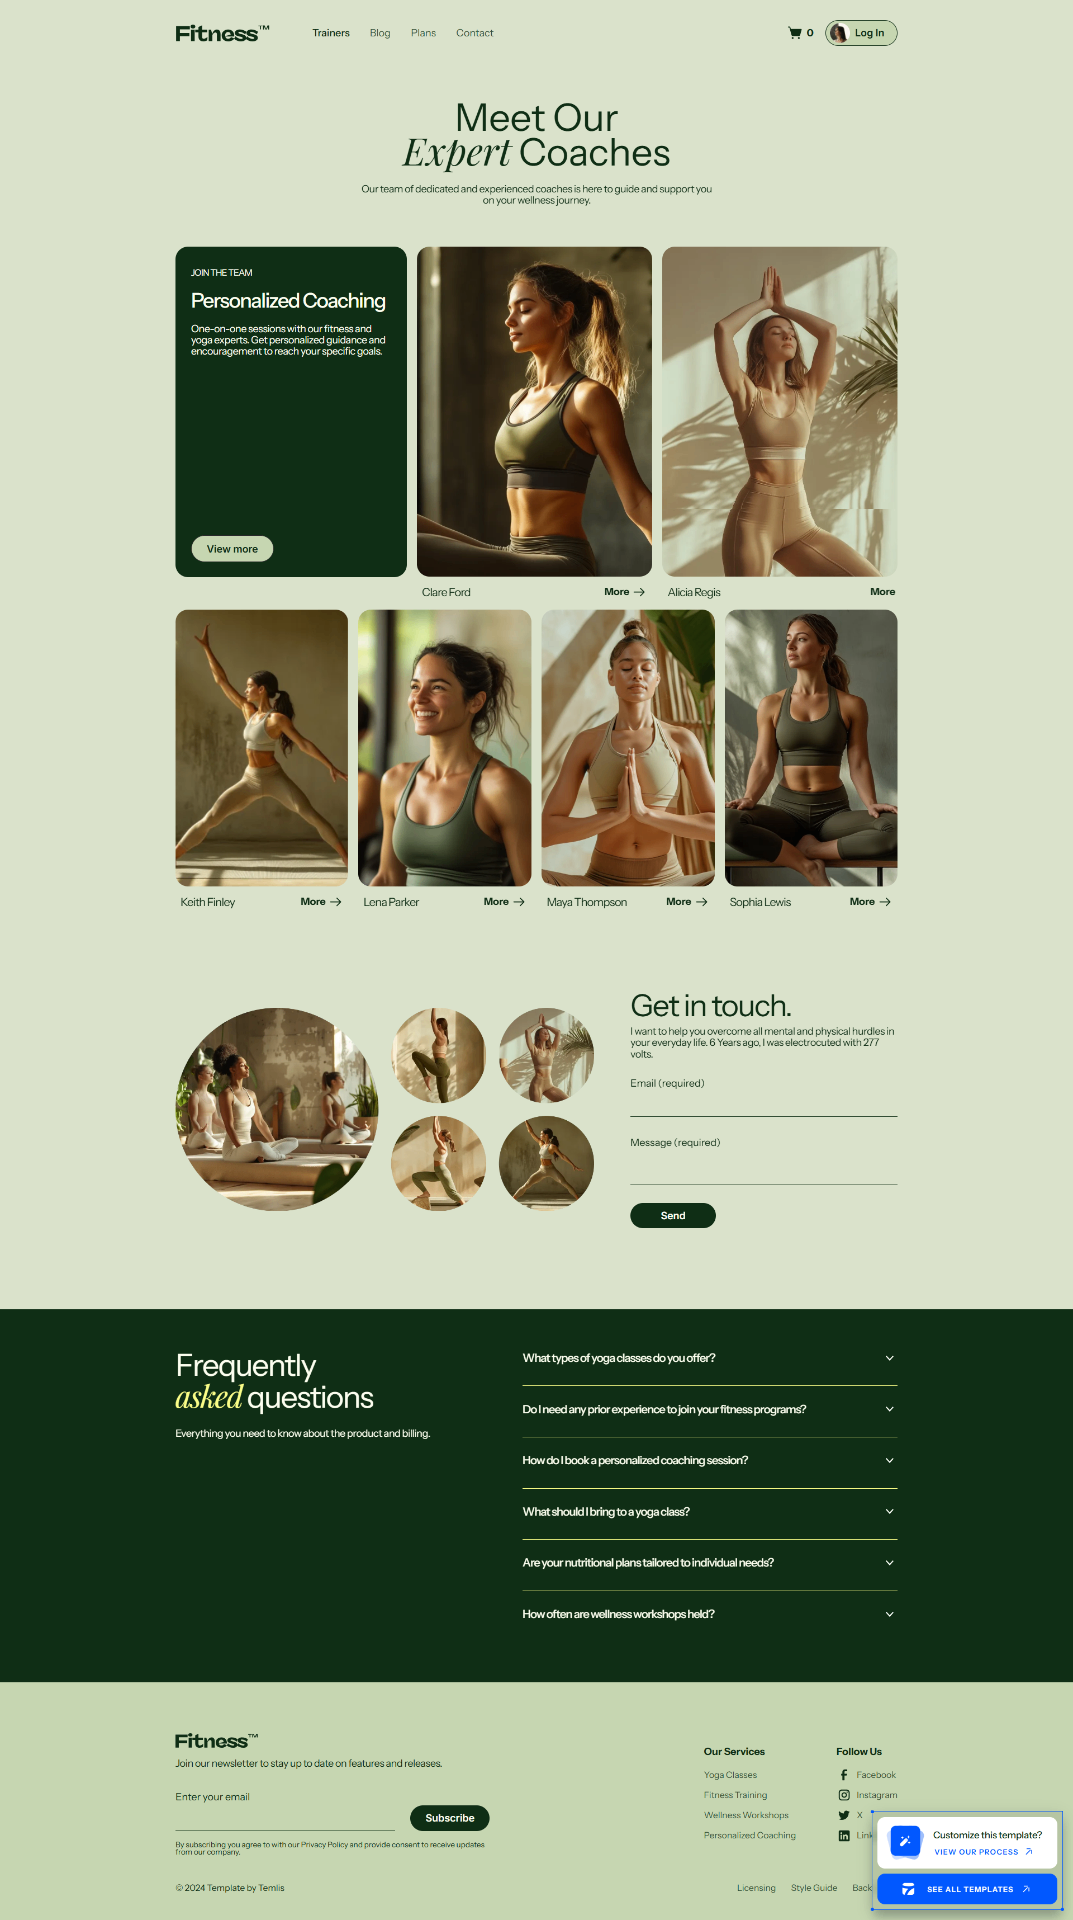 Fitness™
Trainers
Blog
Plans
Contact
0
Log In
Meet Our
Expert Coaches
Our team of dedicated and experienced coaches is here to guide and support you
on your wellness journey.
JOIN THE TEAM
Personalized Coaching
One-on-one sessions with our fitness and
yoga experts. Get personalized guidance and
encouragement to reach your specific goals.
View more
Clare Ford
More
Alicia Regis
More
Keith Finley
More
Lena Parker
More
Maya Thompson
More
Sophia Lewis
More
Get in touch.
I want to help you overcome all mental and physical hurdles in
your everyday life. 6 Years ago, I was electrocuted with 277
volts.
Email (required)
Message (required)
Send
Frequently
asked questions
Everything you need to know about the product and billing.
What types of yoga classes do you offer?
Do I need any prior experience to join your fitness programs?
How do I book a personalized coaching session?
What should I bring to a yoga class?
Are your nutritional plans tailored to individual needs?
How often are wellness workshops held?
Fitness™
Join our newsletter to stay up to date on features and releases.
Enter your email
Subscribe
By subscribing you agree to with our Privacy Policy and provide consent to receive updates
from our company.
Our Services
Yoga Classes
Fitness Training
Wellness Workshops
Personalized Coaching
Follow Us
Facebook
Instagram
X
Link
© 2024 Template by Temlis
Licensing
Style Guide
Back
Customize this template?
VIEW OUR PROCESS
SEE ALL TEMPLATES